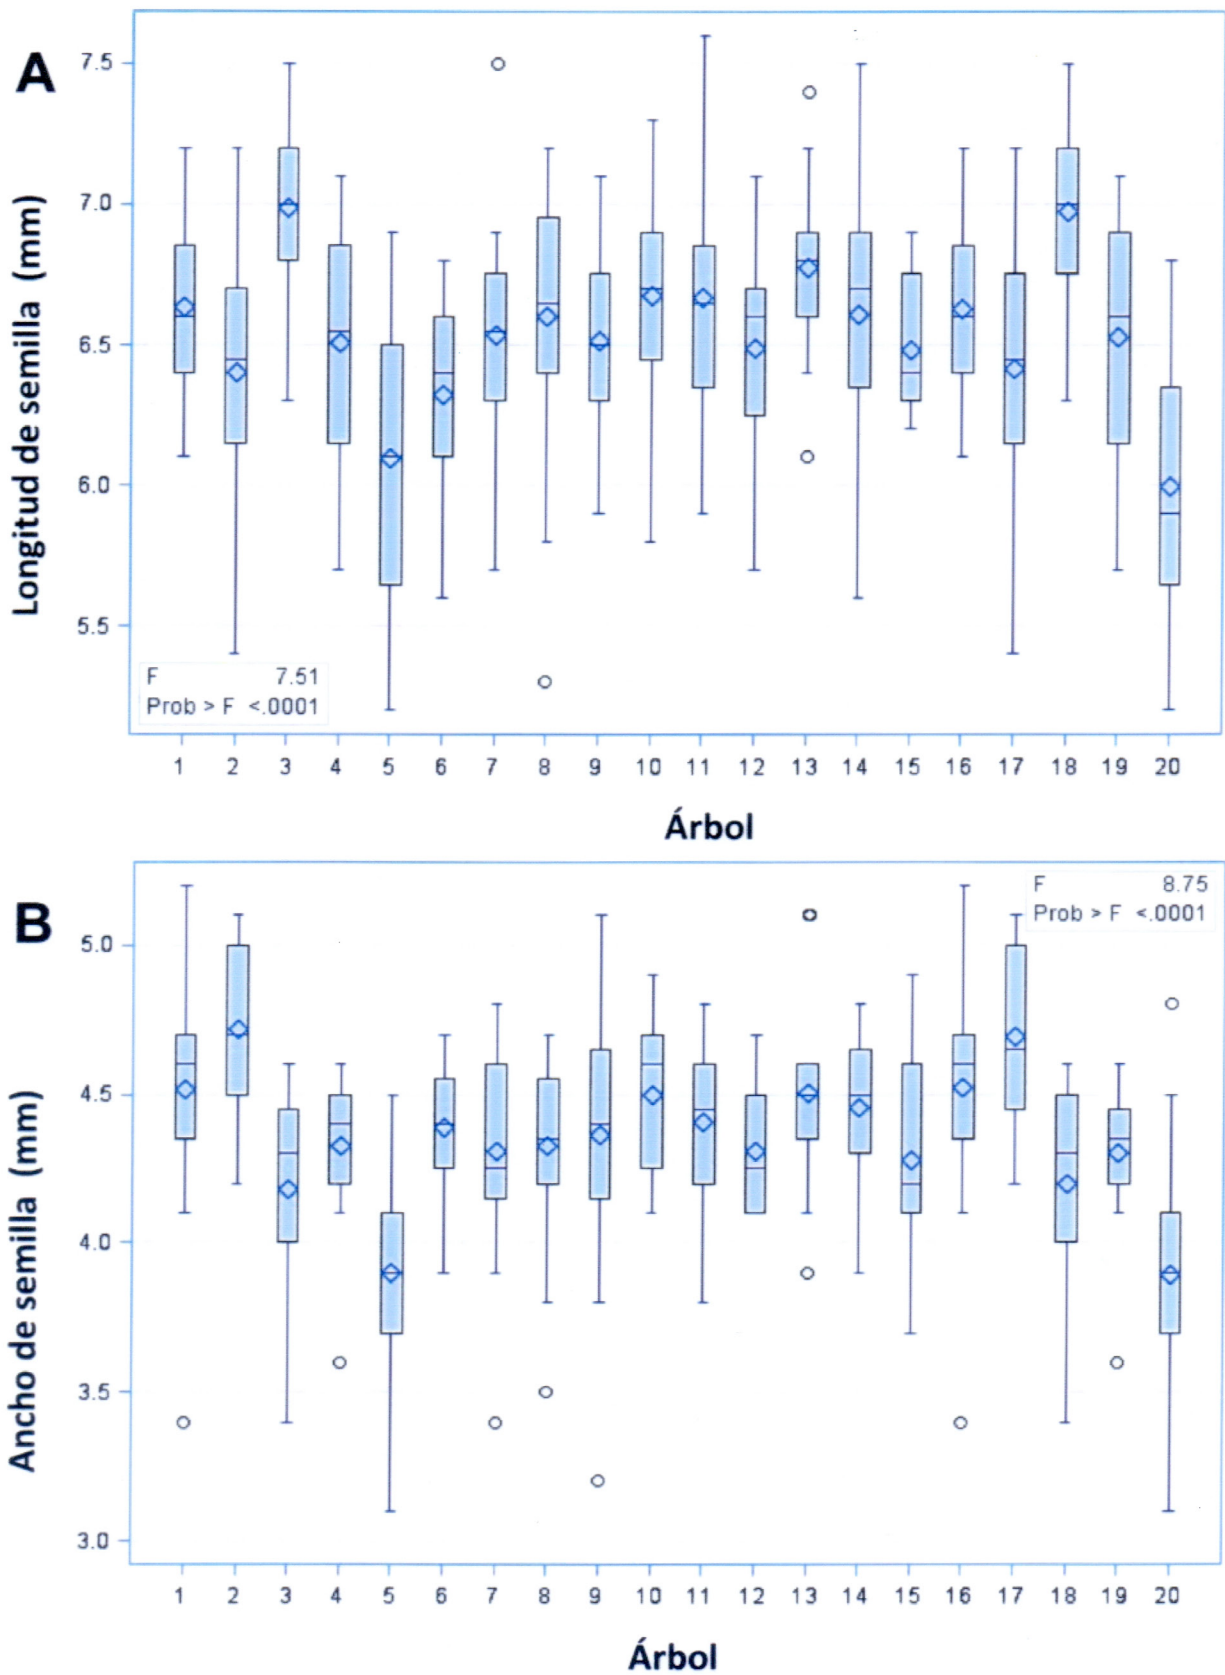 A
Longitud de semilla (mm)
7.5
7.0
6.5
6.0
5.5
F 7.51
Prob > F <.0001
1 2 3 4 5 6 7 8 9 10 11 12 13 14 15 16 17 18 19 20
Árbol
B
Ancho de semilla (mm)
F 8.75
Prob > F <.0001
5.0
4.5
4.0
3.5
3.0
1 2 3 4 5 6 7 8 9 10 11 12 13 14 15 16 17 18 19 20
Árbol